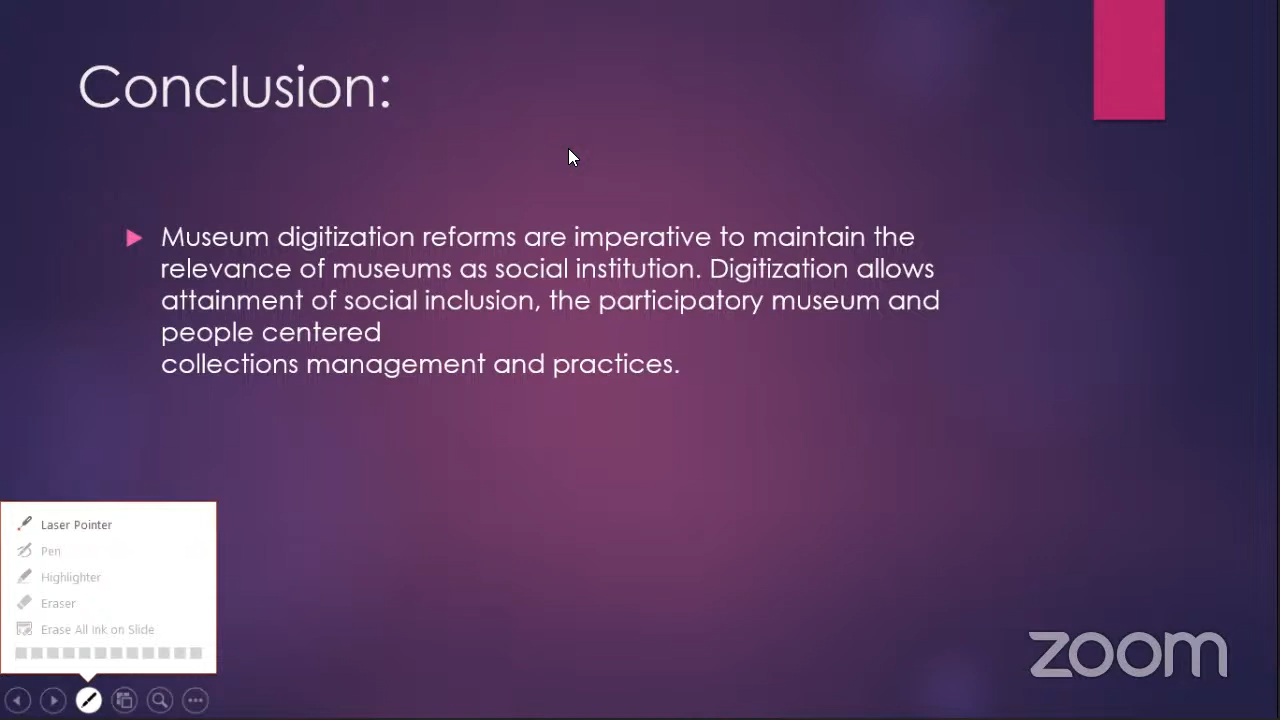 Conclusion:
Museum digitization reforms are imperative to maintain the
relevance of museums as social institution. Digitization allows
attainment of social inclusion, the participatory museum and
people centered
collections management and practices.
Laser Pointer
Pen
Highlighter
Eraser
Erase All Ink on Slide
zoom